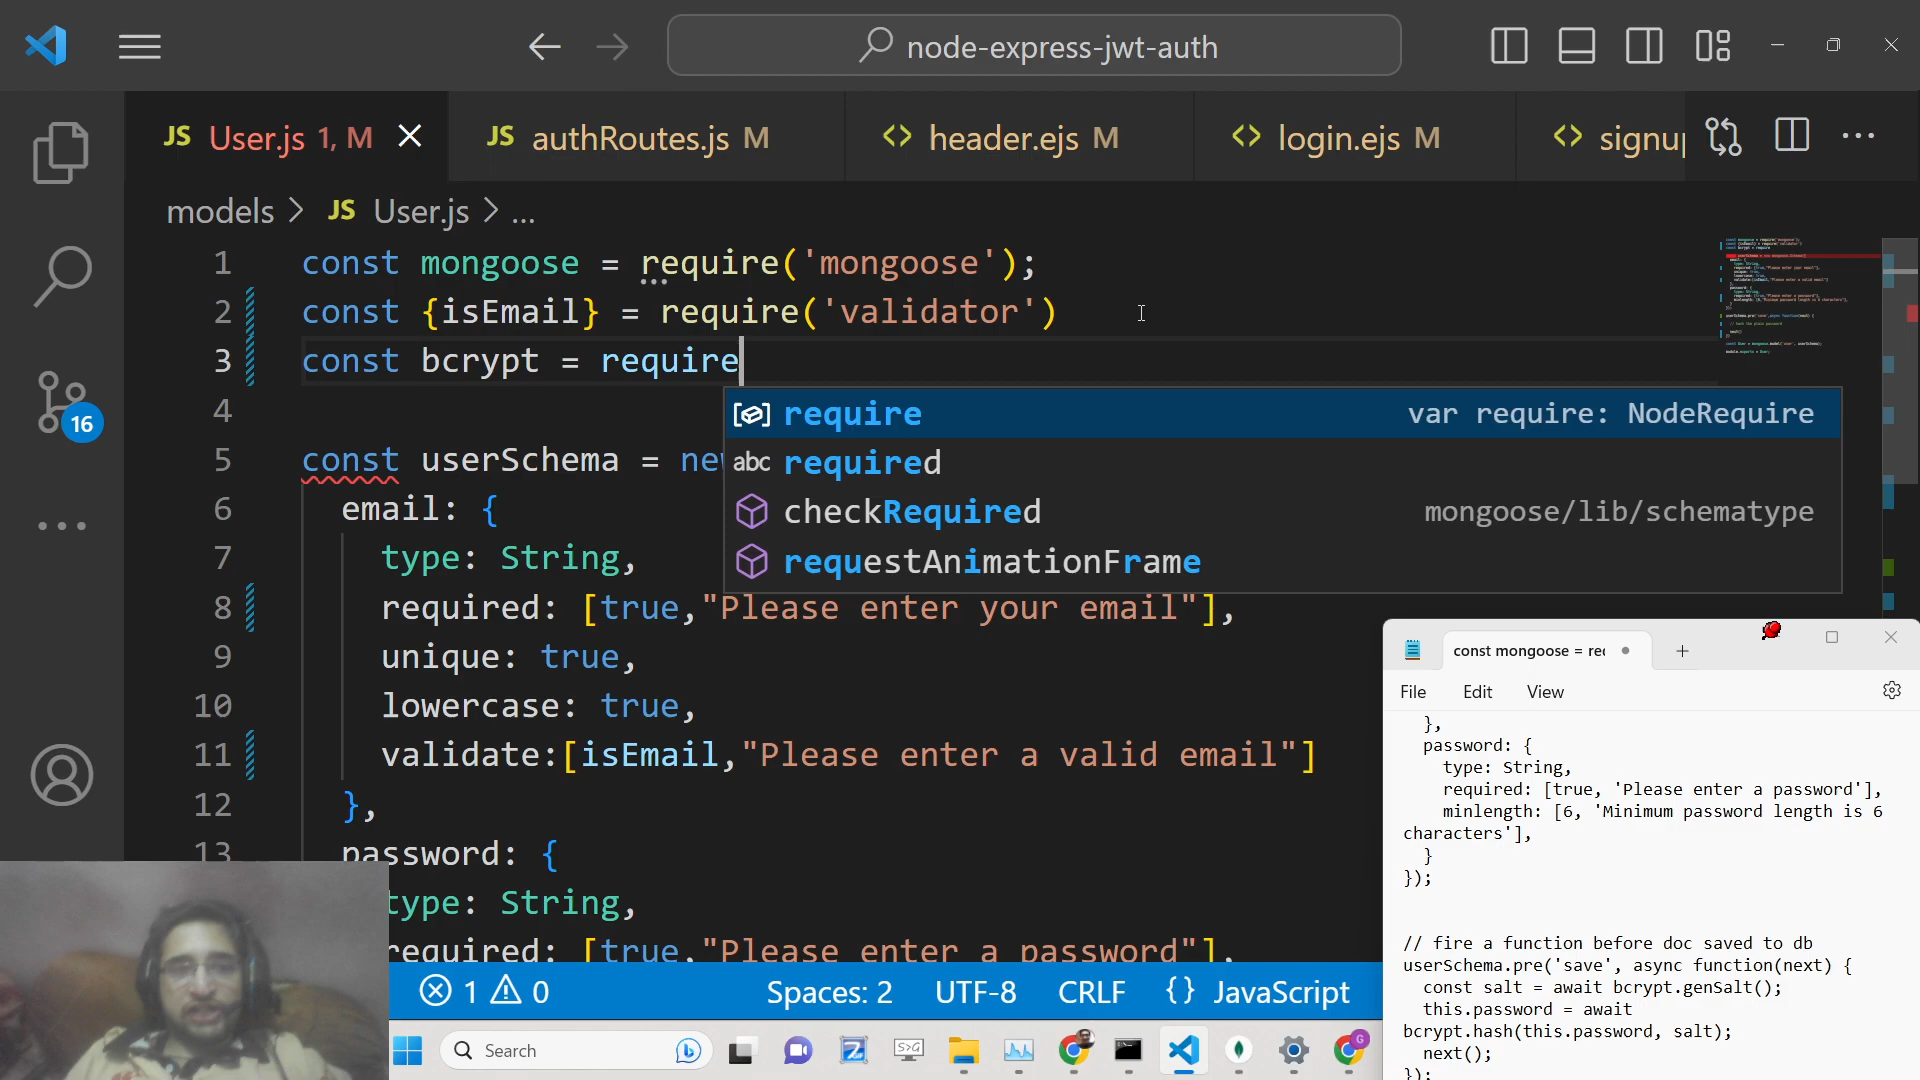 node-express-jwt-auth
JS User.js 1, M
JS authRoutes.js M
<> header.ejs M
<> login.ejs M
<> signu
models > JS User.js > ...
1 const mongoose = require('mongoose');
2 const {isEmail} = require('validator')
3 const bcrypt = require
4
5 const userSchema = new
6 email: {
7 type: String,
8 required: [true,"Please enter your email"],
9 unique: true,
10 lowercase: true,
11 validate:[isEmail,"Please enter a valid email"]
12 },
13 password: {
type: String,
required: [true,"Please enter a password"],
require var require: NodeRequire
abc required
checkRequired mongoose/lib/schematype
requestAnimationFrame
16
const mongoose = rec
File Edit View
},
password: {
type: String,
required: [true, 'Please enter a password'],
minlength: [6, 'Minimum password length is 6
characters'],
}
});
// fire a function before doc saved to db
userSchema.pre('save', async function(next) {
const salt = await bcrypt.genSalt();
this.password = await
bcrypt.hash(this.password, salt);
next();
});
1 0 Spaces: 2 UTF-8 CRLF {} JavaScript
Search
S>G
G